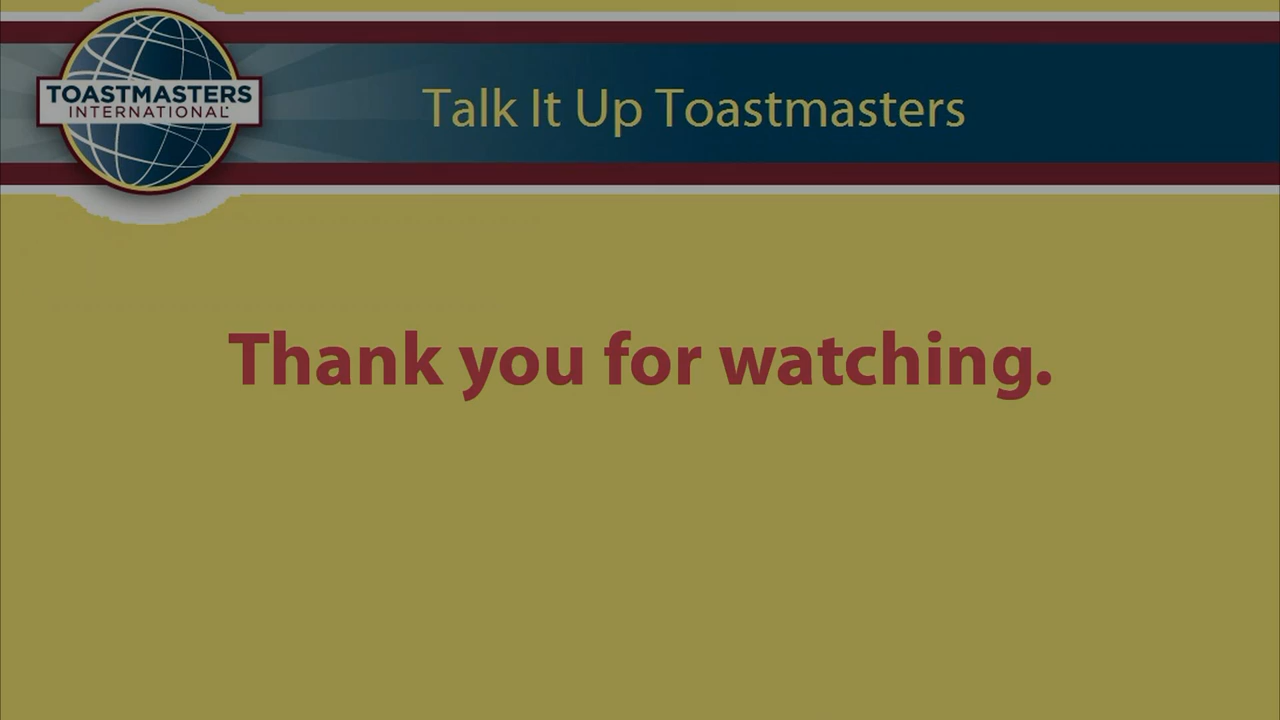 TOASTMASTERS
INTERNATIONAL
Talk It Up Toastmasters
Thank you for watching.